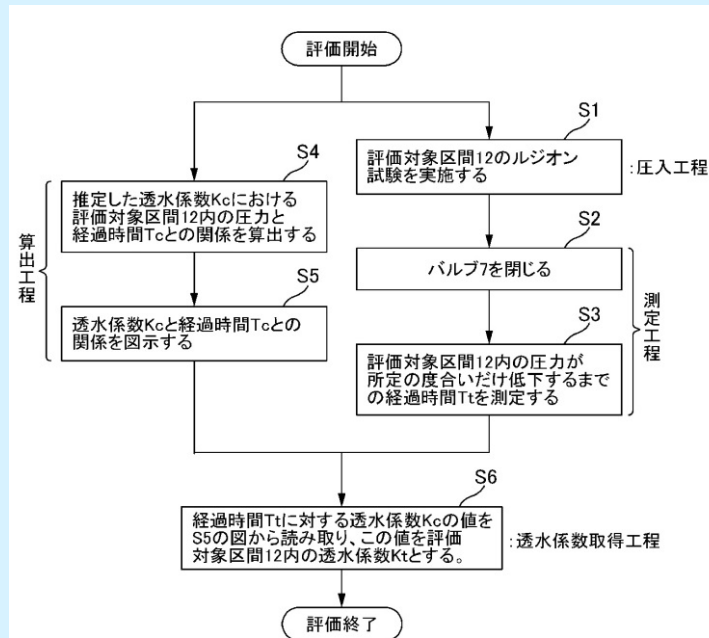 評価開始
S1
評価対象区間12のルジオン
試験を実施する
:圧入工程
S2
バルブ7を閉じる
S3
評価対象区間12内の圧力が
所定の度合いだけ低下するまで
の経過時間Ttを測定する
測定工程
S4
推定した透水係数Kcにおける
評価対象区間12内の圧力と
経過時間Tcとの関係を算出する
S5
透水係数Kcと経過時間Tcとの
関係を図示する
算出工程
S6
経過時間Ttに対する透水係数Kcの値を
S5の図から読み取り、この値を評価
対象区間12内の透水係数Ktとする。
:透水係数取得工程
評価終了